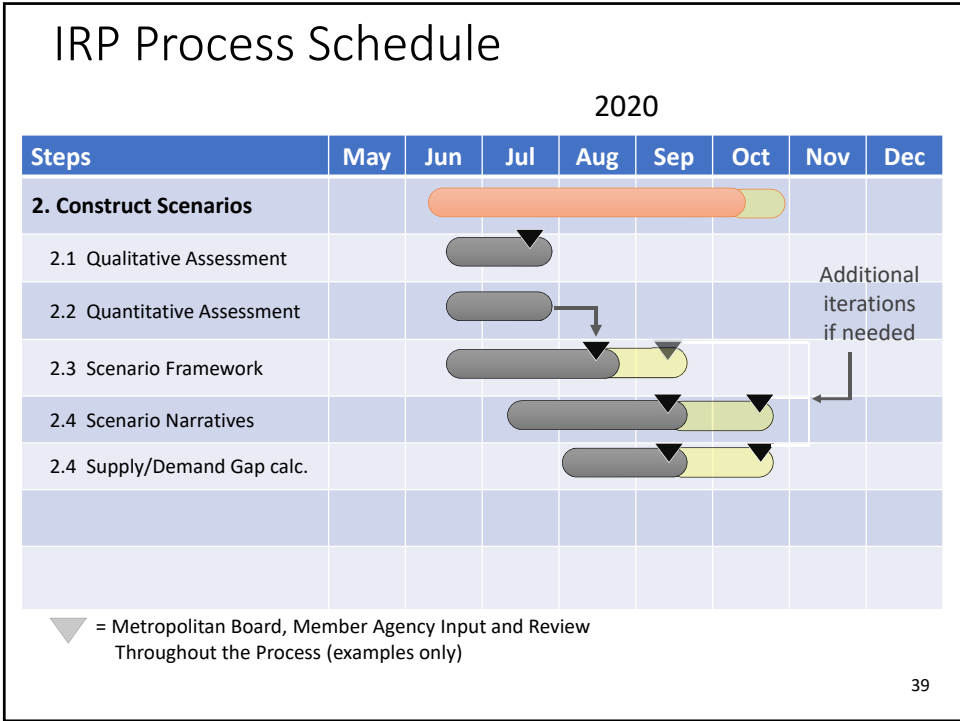 IRP Process Schedule
2020
Steps May Jun Jul Aug Sep Oct Nov Dec
2. Construct Scenarios
2.1 Qualitative Assessment
2.2 Quantitative Assessment
2.3 Scenario Framework
2.4 Scenario Narratives
2.4 Supply/Demand Gap calc.
Additional
iterations
if needed
= Metropolitan Board, Member Agency Input and Review
Throughout the Process (examples only)
39